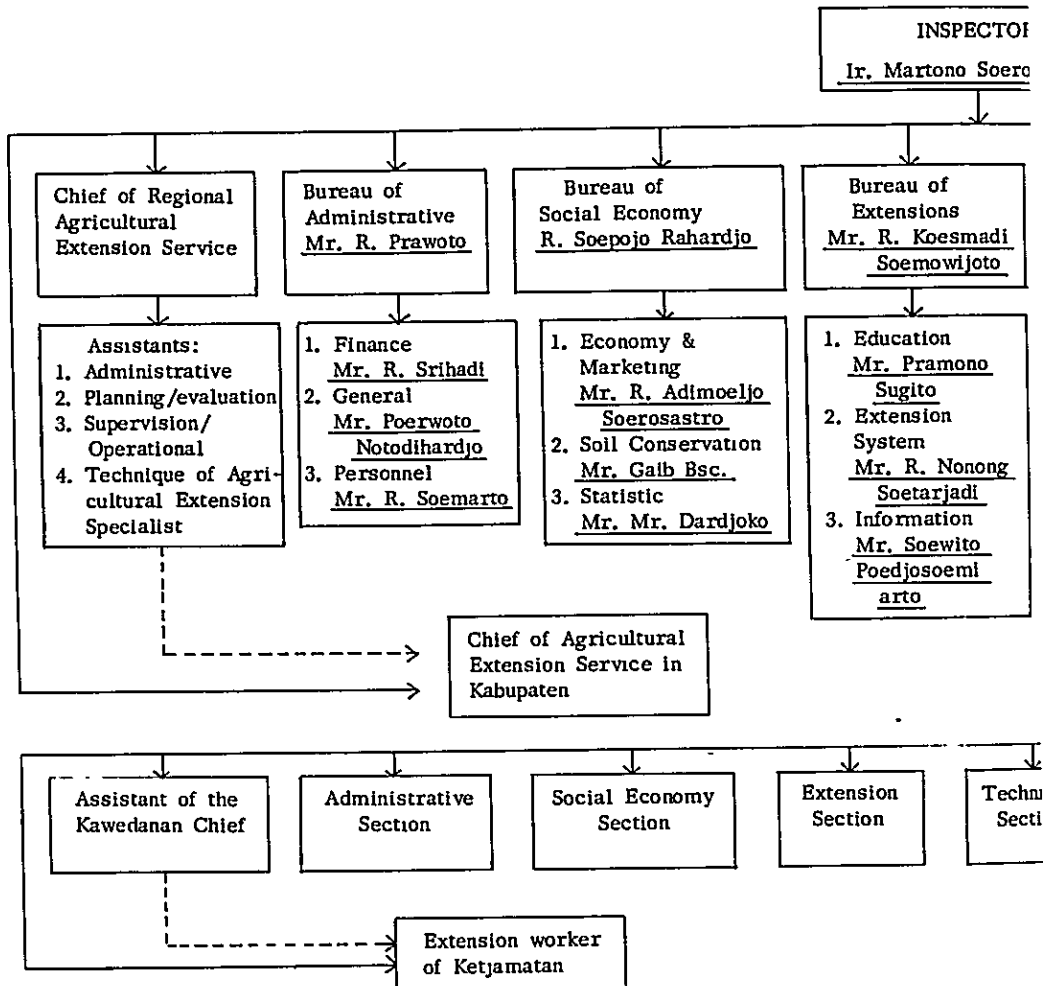 INSPECTOR
Ir. Martono Soero
Chief of Regional
Agricultural
Extension Service
Bureau of
Administrative
Mr. R. Prawoto
Bureau of
Social Economy
R. Soepojo Rahardjo
Bureau of
Extensions
Mr. R. Koesmadi
Soemowijoto
Assistants:
1. Administrative
2. Planning/evaluation
3. Supervision/
Operational
4. Technique of Agri-
cultural Extension
Specialist
1. Finance
Mr. R. Srihadi
2. General
Mr. Poerwoto
Notodihardjo
3. Personnel
Mr. R. Soemarto
1. Economy &
Marketing
Mr. R. Adimoeljo
Soerosastro
2. Soil Conservation
Mr. Gaib Bsc.
3. Statistic
Mr. Mr. Dardjoko
1. Education
Mr. Pramono
Sugito
2. Extension
System
Mr. R. Nonong
Soetarjadi
3. Information
Mr. Soewito
Poedjosoemi
arto
Chief of Agricultural
Extension Service in
Kabupaten
Assistant of the
Kawedanan Chief
Administrative
Section
Social Economy
Section
Extension
Section
Techn
Secti
Extension worker
of Ketjamatan